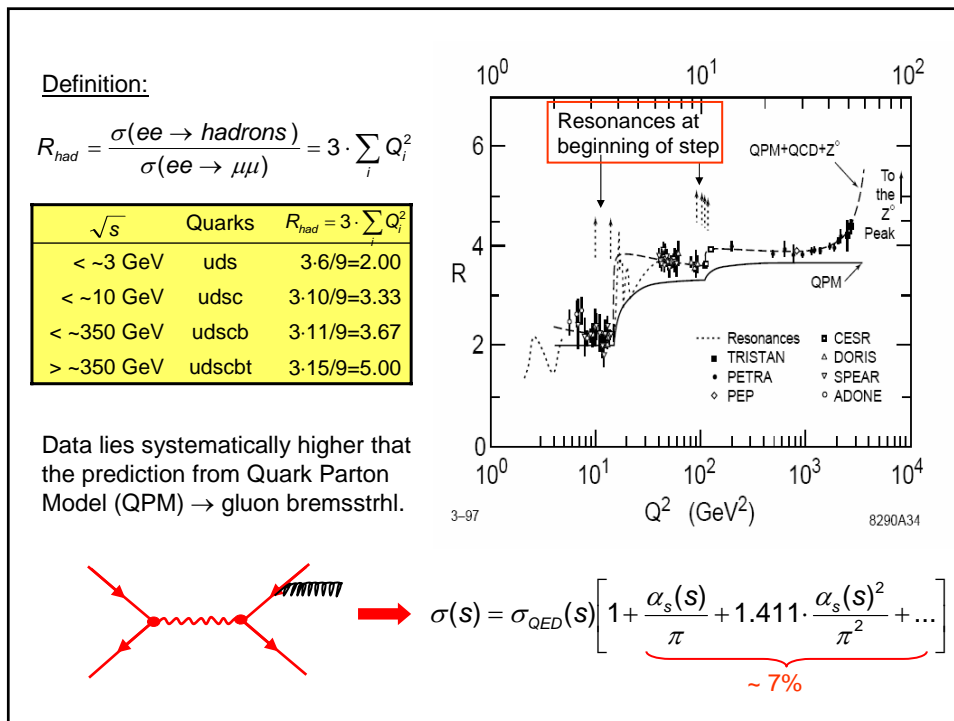 Definition:
R_had = σ(ee → hadrons) / σ(ee → μμ) = 3 · ∑_i Q_i^2
√s Quarks R_had = 3 · ∑_i Q_i^2
< ~3 GeV uds 3·6/9=2.00
< ~10 GeV udsc 3·10/9=3.33
< ~350 GeV udscb 3·11/9=3.67
> ~350 GeV udscbt 3·15/9=5.00
Data lies systematically higher that
the prediction from Quark Parton
Model (QPM) → gluon bremsstrhl.
10^0 10^1 10^2
6
4
2
0
R
Resonances at
beginning of step
QPM+QCD+Z°
To
the
Z°
Peak
QPM
Resonances
TRISTAN
PETRA
PEP
CESR
DORIS
SPEAR
ADONE
10^0 10^1 10^2 10^3 10^4
3–97
Q^2 (GeV^2)
8290A34
σ(s) = σ_QED(s)[1 + α_s(s)/π + 1.411 · α_s(s)^2/π^2 + ...]
~ 7%